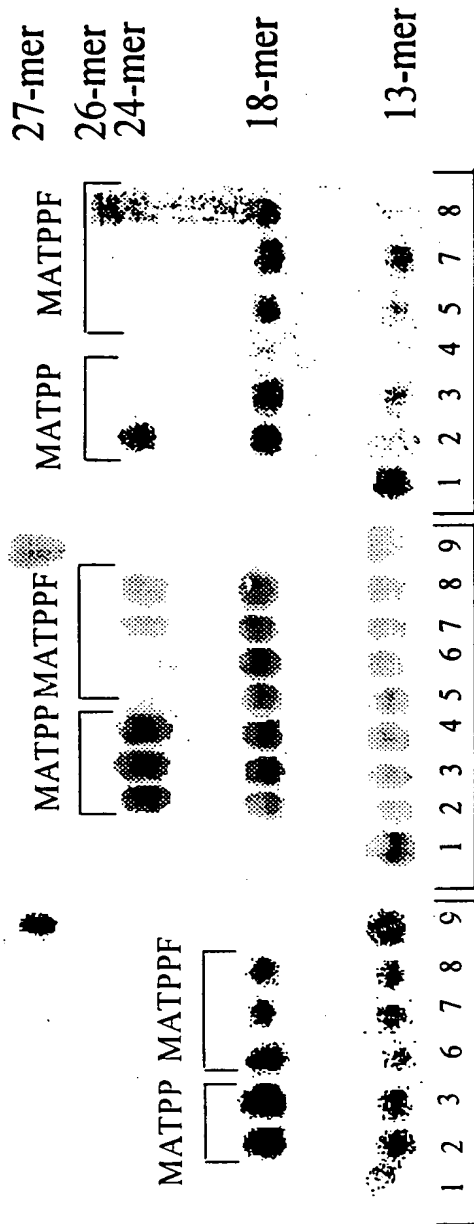 27-mer
MATPP MATPPF
MATPP MATPPF
26-mer
24-mer
MATPP MATPPF
18-mer
13-mer
1 2 3 6 7 8 9
1 2 3 4 5 6 7 8 9
1 2 3 4 5 7 8